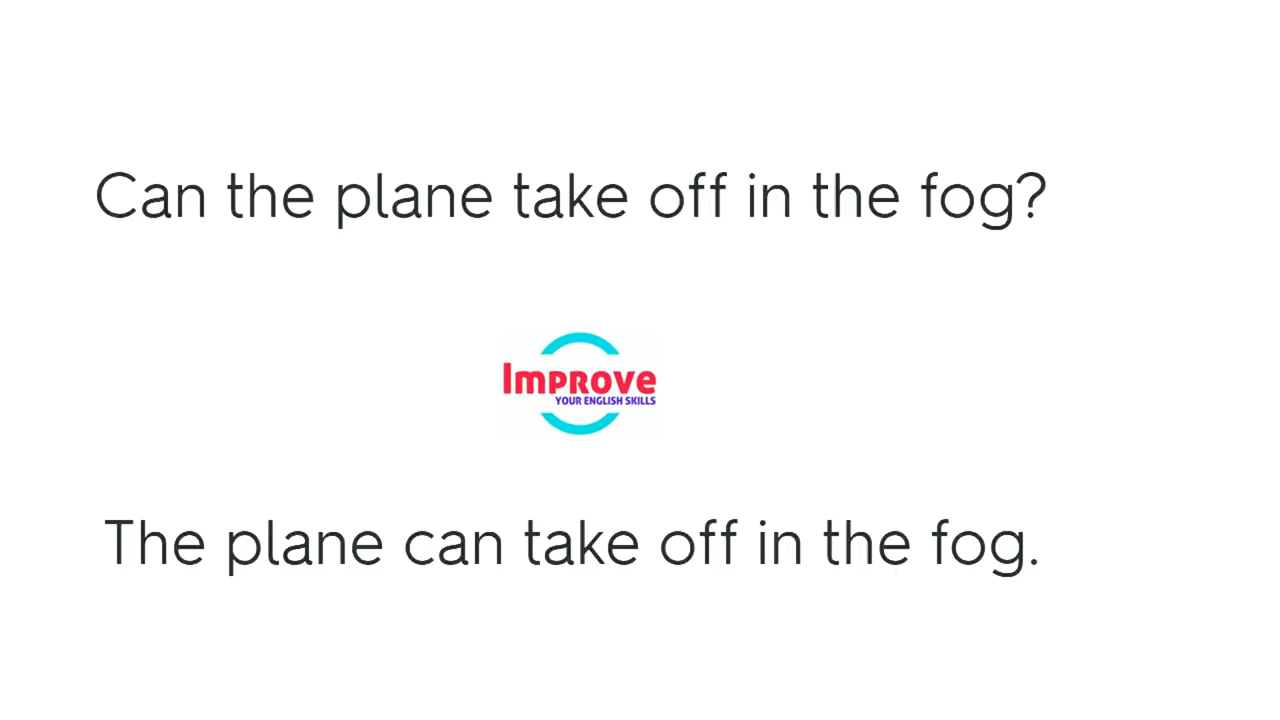 Can the plane take off in the fog?
Improve
YOUR ENGLISH SKILLS
The plane can take off in the fog.